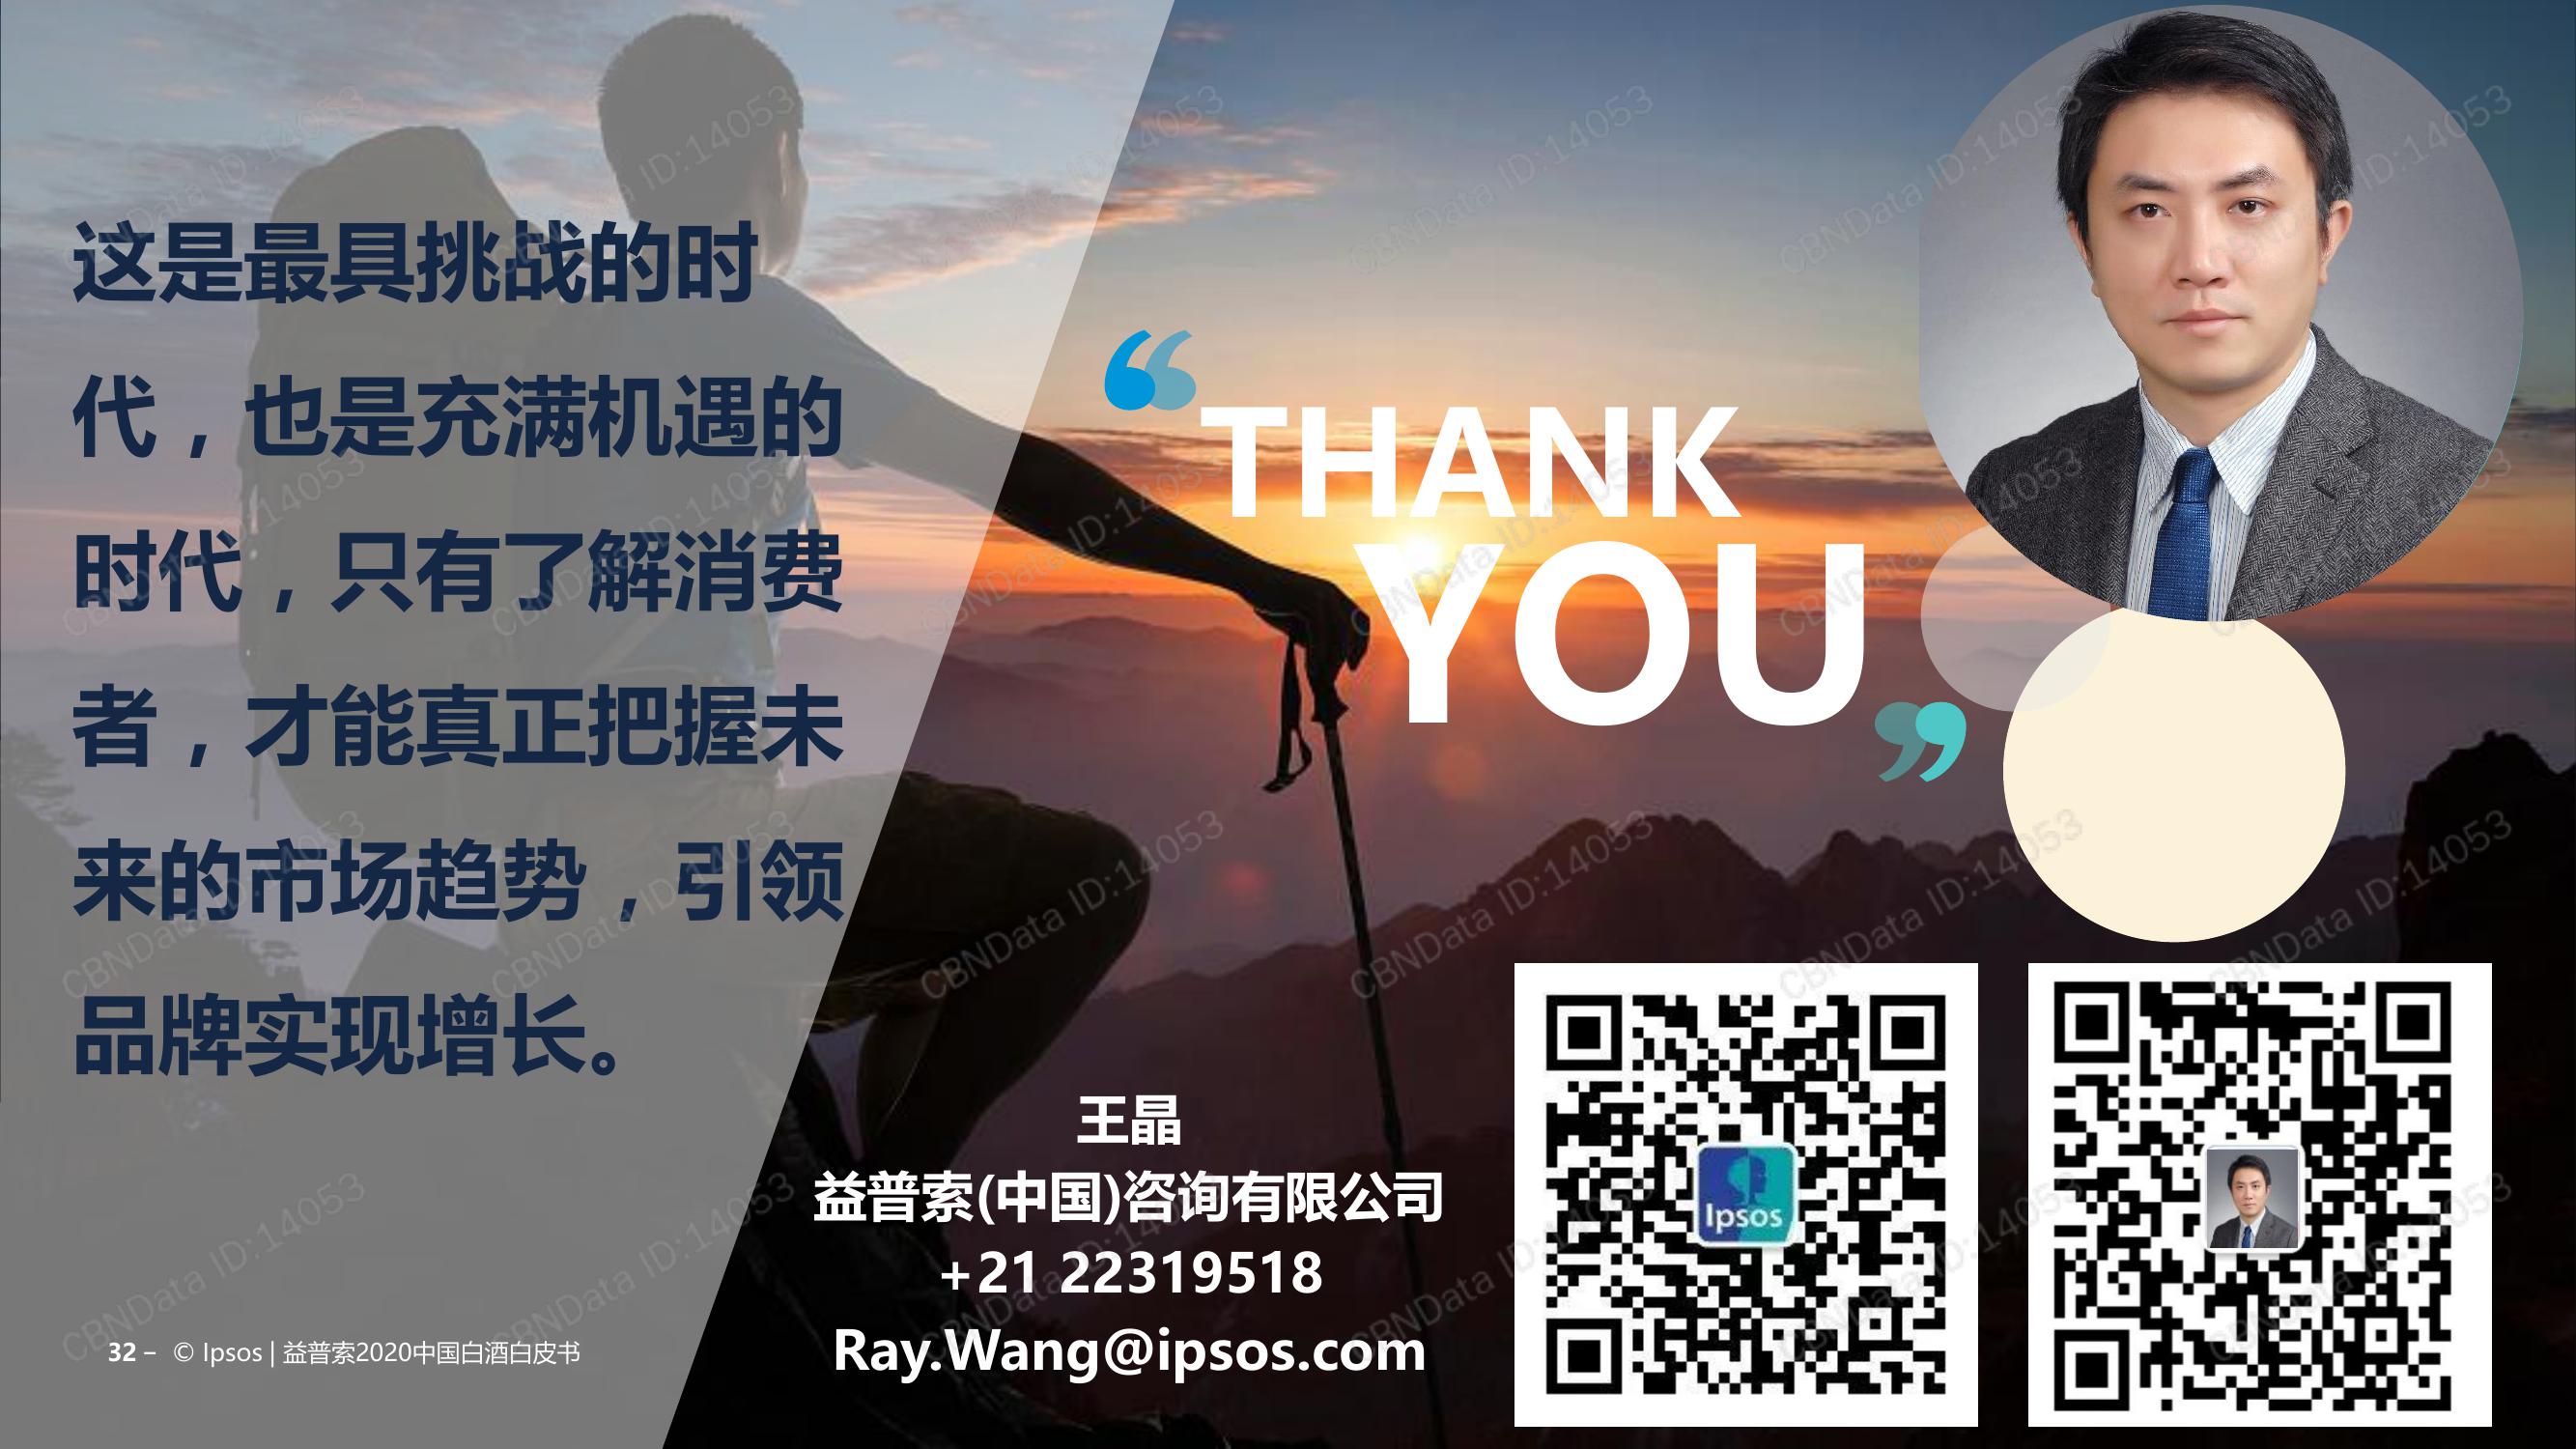 这是最具挑战的时
代，也是充满机遇的
时代，只有了解消费
者，才能真正把握未
来的市场趋势，引领
品牌实现增长。
“THANK
YOU”
王晶
益普索(中国)咨询有限公司
+21 22319518
Ray.Wang@ipsos.com
Ipsos
32 – © Ipsos | 益普索2020中国白酒白皮书
CBNData ID:14053